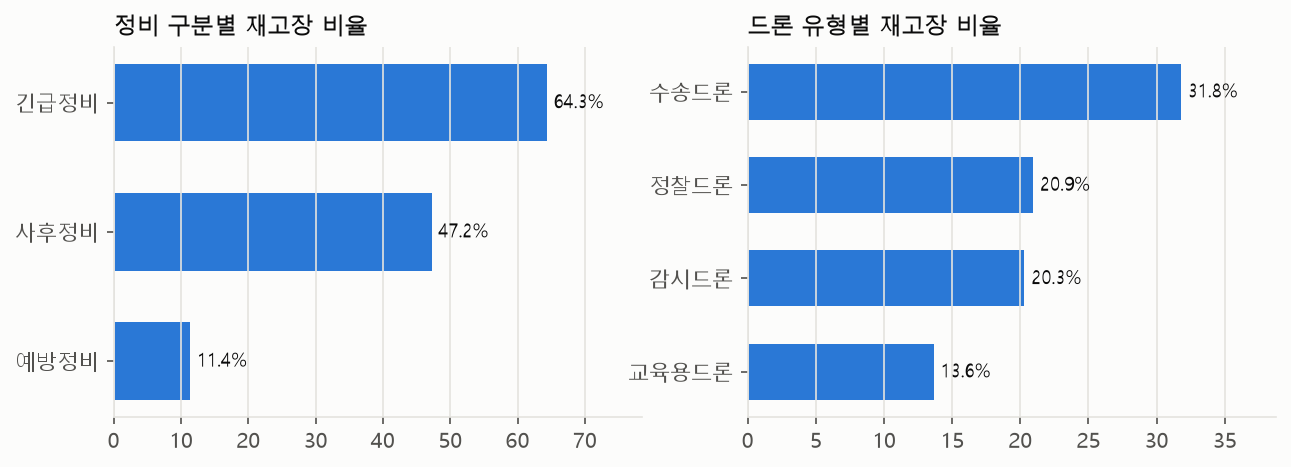 정비 구분별 재고장 비율
긴급정비
64.3%
사후정비
47.2%
예방정비
11.4%
0 10 20 30 40 50 60 70
드론 유형별 재고장 비율
수송드론
31.8%
정찰드론
20.9%
감시드론
20.3%
교육용드론
13.6%
0 5 10 15 20 25 30 35